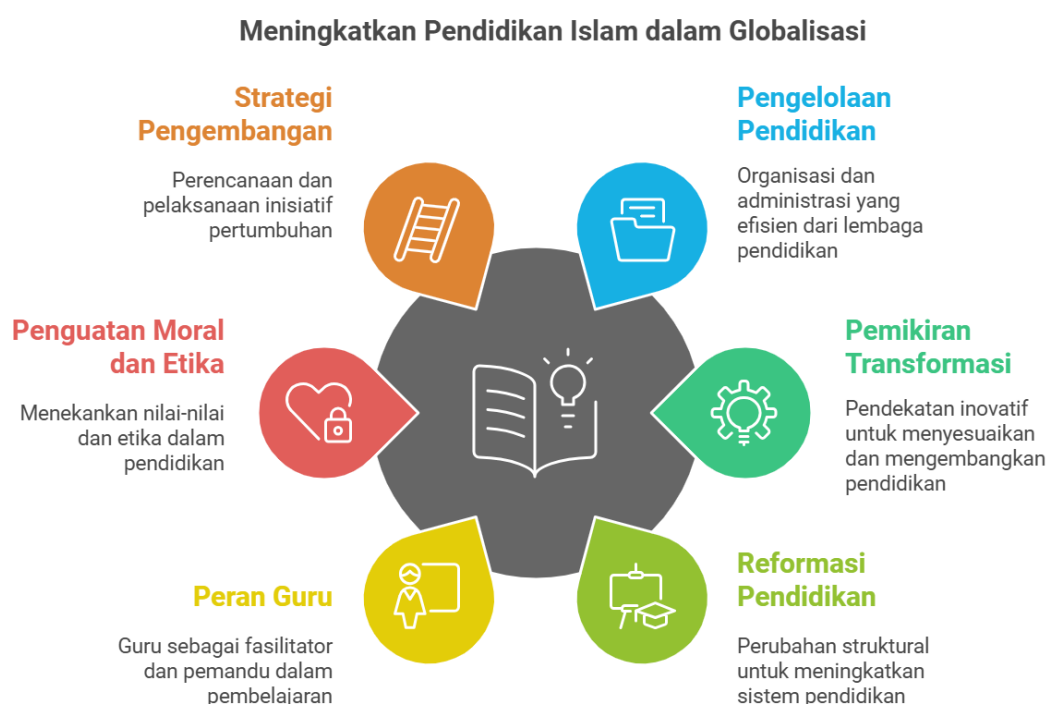 Meningkatkan Pendidikan Islam dalam Globalisasi
Strategi
Pengembangan
Perencanaan dan
pelaksanaan inisiatif
pertumbuhan
Pengelolaan
Pendidikan
Organisasi dan
administrasi yang
efisien dari lembaga
pendidikan
Penguatan Moral
dan Etika
Menekankan nilai-nilai
dan etika dalam
pendidikan
Pemikiran
Transformasi
Pendekatan inovatif
untuk menyesuaikan
dan mengembangkan
pendidikan
Peran Guru
Guru sebagai fasilitator
dan pemandu dalam
pembelajaran
Reformasi
Pendidikan
Perubahan struktural
untuk meningkatkan
sistem pendidikan